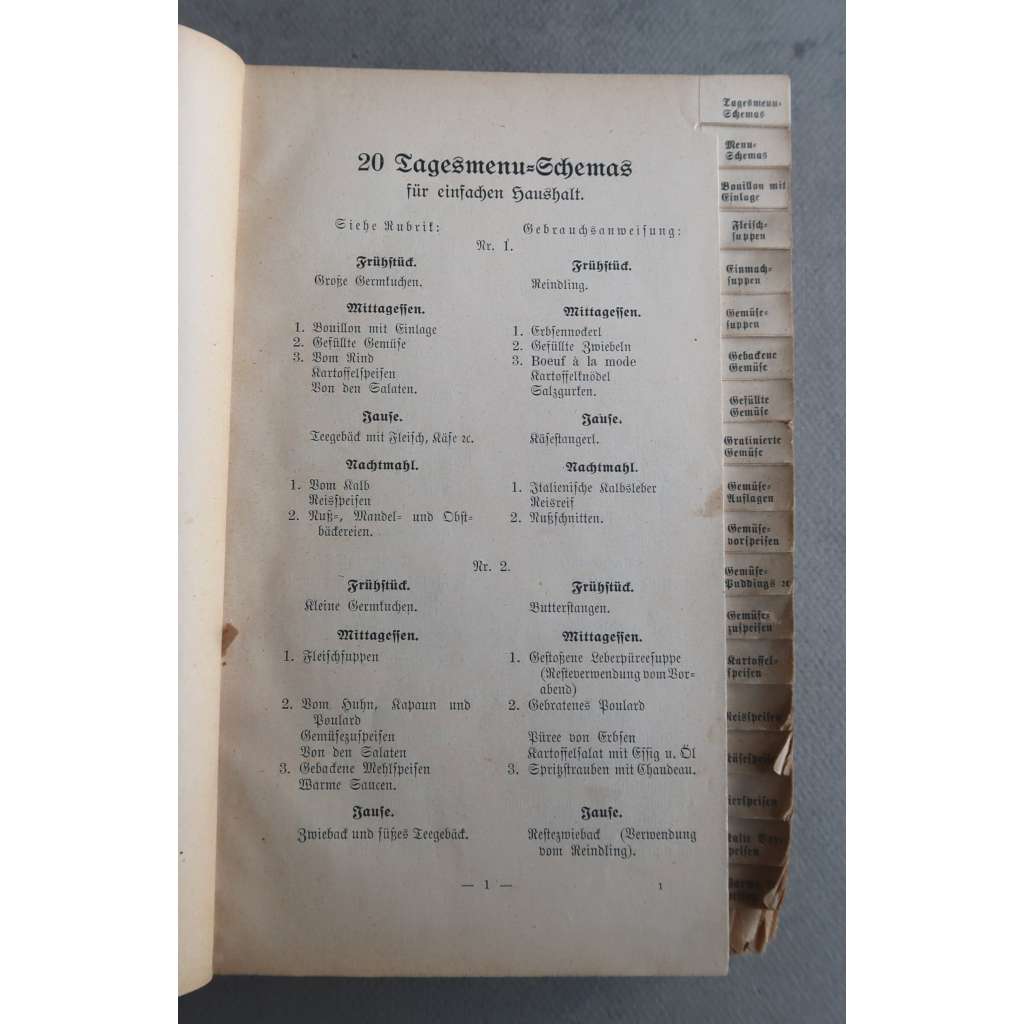 20 Tagesmenu-Schemas
für einfachen Haushalt.
Siehe Rubrik:
Gebrauchsanweisung:
Nr. 1.
Frühstück.
Große Germkuchen.
Mittagessen.
1. Bouillon mit Einlage
2. Gefüllte Gemüse
3. Vom Rind
Kartoffelspeisen
Von den Salaten.
Jause.
Teegebäck mit Fleisch, Käse ꝛc.
Nachtmahl.
1. Vom Kalb
Reisspeisen
2. Nuß-, Mandel- und Obst-
bäckereien.
Frühstück.
Reindling.
Mittagessen.
1. Erbsennockerl
2. Gefüllte Zwiebeln
3. Boeuf à la mode
Kartoffelknödel
Salzgurken.
Jause.
Käsestangerl.
Nachtmahl.
1. Italienische Kalbsleber
Reisreif
2. Nußschnitten.
Nr. 2.
Frühstück.
Kleine Germkuchen.
Mittagessen.
1. Fleischsuppen
2. Vom Huhn, Kapaun und
Poulard
Gemüsezuspeisen
Von den Salaten
3. Gebackene Mehlspeisen
Warme Saucen.
Jause.
Zwieback und süßes Teegebäck.
Frühstück.
Butterstangen.
Mittagessen.
1. Gestoßene Leberpüreesuppe
(Resteverwendung vom Vor-
abend)
2. Gebratenes Poulard
Püree von Erbsen
Kartoffelsalat mit Essig u. Öl
3. Spritzstrauben mit Chaudeau.
Jause.
Restezwieback (Verwendung
vom Reindling).
— 1 —
1
Tagesmenu-
Schemas
Menu-
Schemas
Bouillon mit
Einlage
Fleisch-
suppen
Einmach-
suppen
Gemüse-
suppen
Gebackene
Gemüse
Gefüllte
Gemüse
Gratinierte
Gemüse
Gemüse-
Auflagen
Gemüse-
vorspeisen
Gemüse-
Puddings ꝛc
Gemüse-
zuspeisen
Kartoffel-
speisen
Reisspeisen